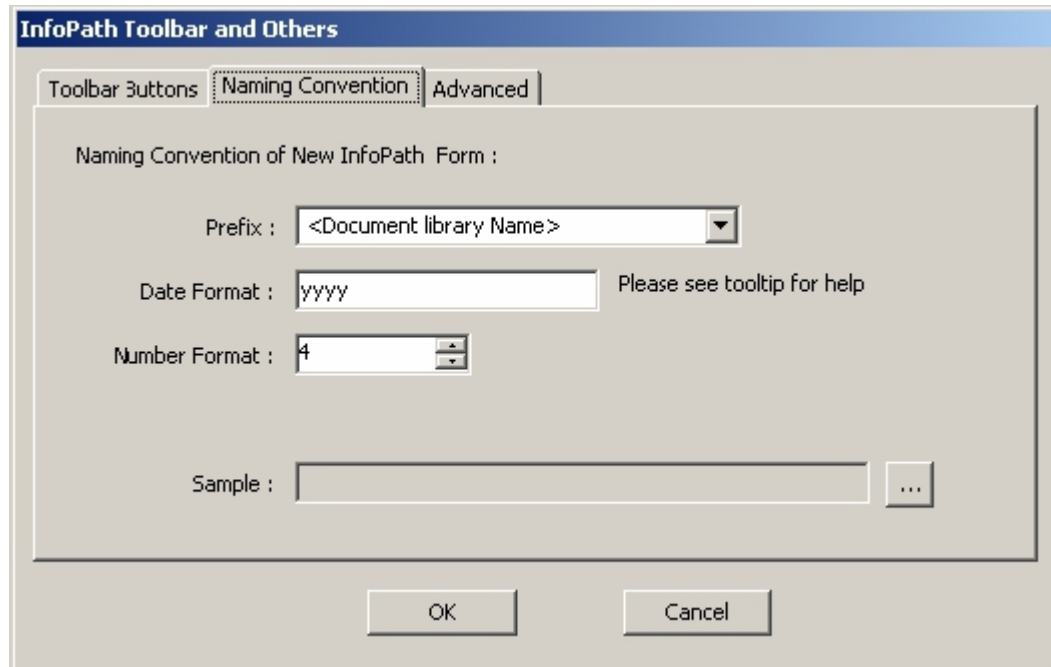 InfoPath Toolbar and Others
Toolbar Buttons Naming Convention Advanced
Naming Convention of New InfoPath Form :
Prefix : <Document library Name>
Date Format : yyyy Please see tooltip for help
Number Format : 4
Sample : ...
OK Cancel